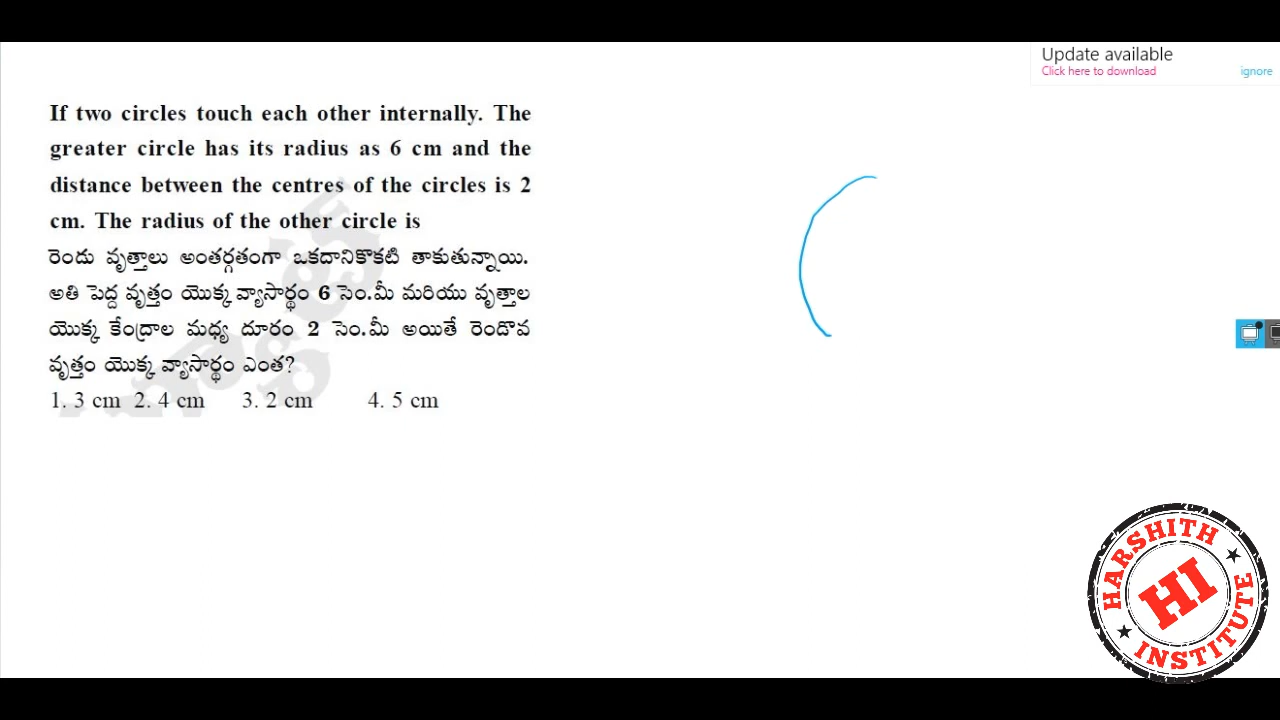 Update available
Click here to download ignore
If two circles touch each other internally. The
greater circle has its radius as 6 cm and the
distance between the centres of the circles is 2
cm. The radius of the other circle is
రెండు వృత్తాలు అంతర్గతంగా ఒకదానికొకటి తాకుతున్నాయి.
అతి పెద్ద వృత్తం యొక్క వ్యాసార్థం 6 సెం.మీ మరియు వృత్తాల
యొక్క కేంద్రాల మధ్య దూరం 2 సెం.మీ అయితే రెండొవ
వృత్తం యొక్క వ్యాసార్థం ఎంత?
1. 3 cm 2. 4 cm 3. 2 cm 4. 5 cm
HARSHITH
HI
INSTITUTE